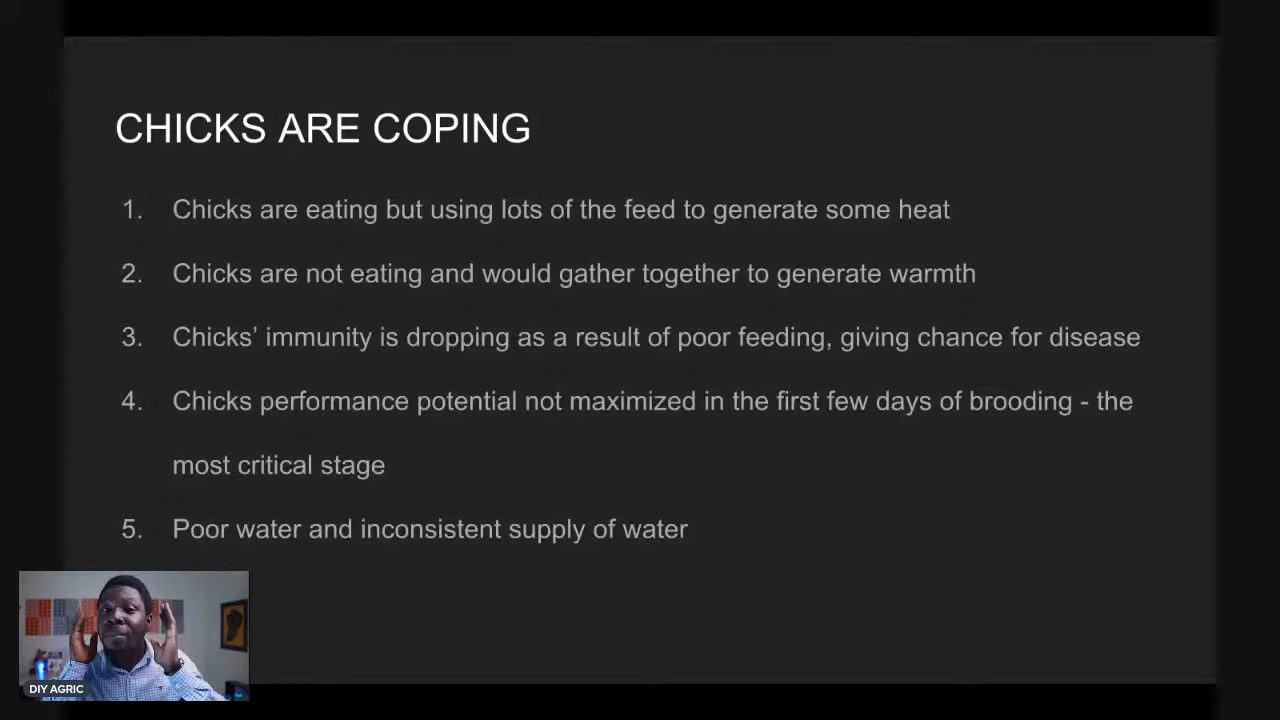 CHICKS ARE COPING
1. Chicks are eating but using lots of the feed to generate some heat
2. Chicks are not eating and would gather together to generate warmth
3. Chicks’ immunity is dropping as a result of poor feeding, giving chance for disease
4. Chicks performance potential not maximized in the first few days of brooding - the
most critical stage
5. Poor water and inconsistent supply of water
DIY AGRIC